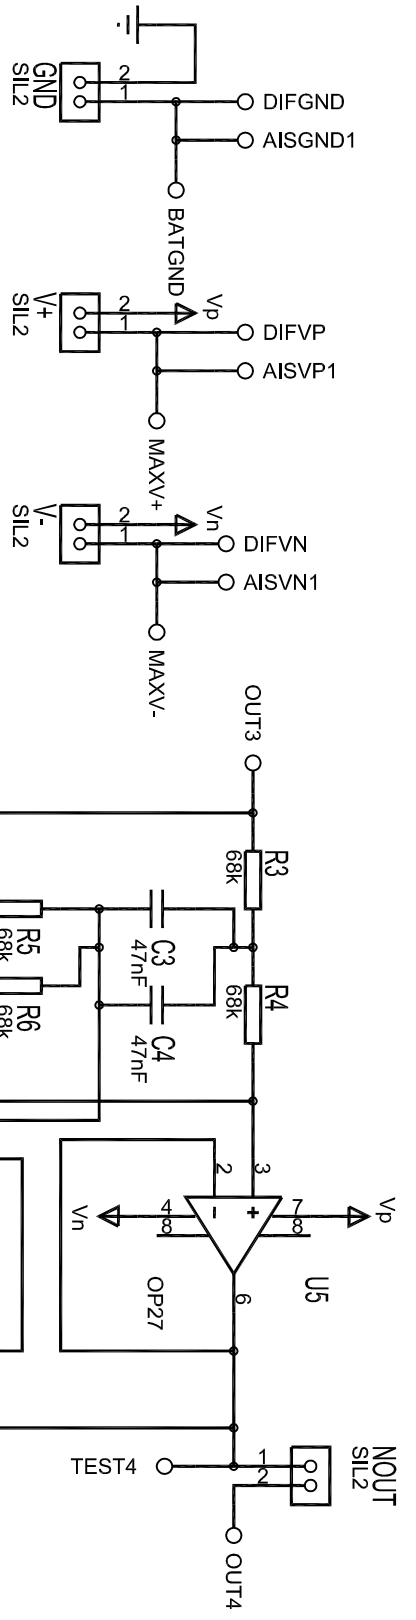 GND
SIL2
2
1
DIFGND
AISGND1
BATGND
V+
SIL2
2
1
Vp
DIFVP
AISVP1
MAXV+
V-
SIL2
2
1
Vn
DIFVN
AISVN1
MAXV-
OUT3
R3
68k
R4
68k
C3
47nF
C4
47nF
R5
68k
R6
68k
2
3
4
8
7
8
6
-
+
Vn
Vp
U5
OP27
NOUT
SIL2
1
2
TEST4
OUT4